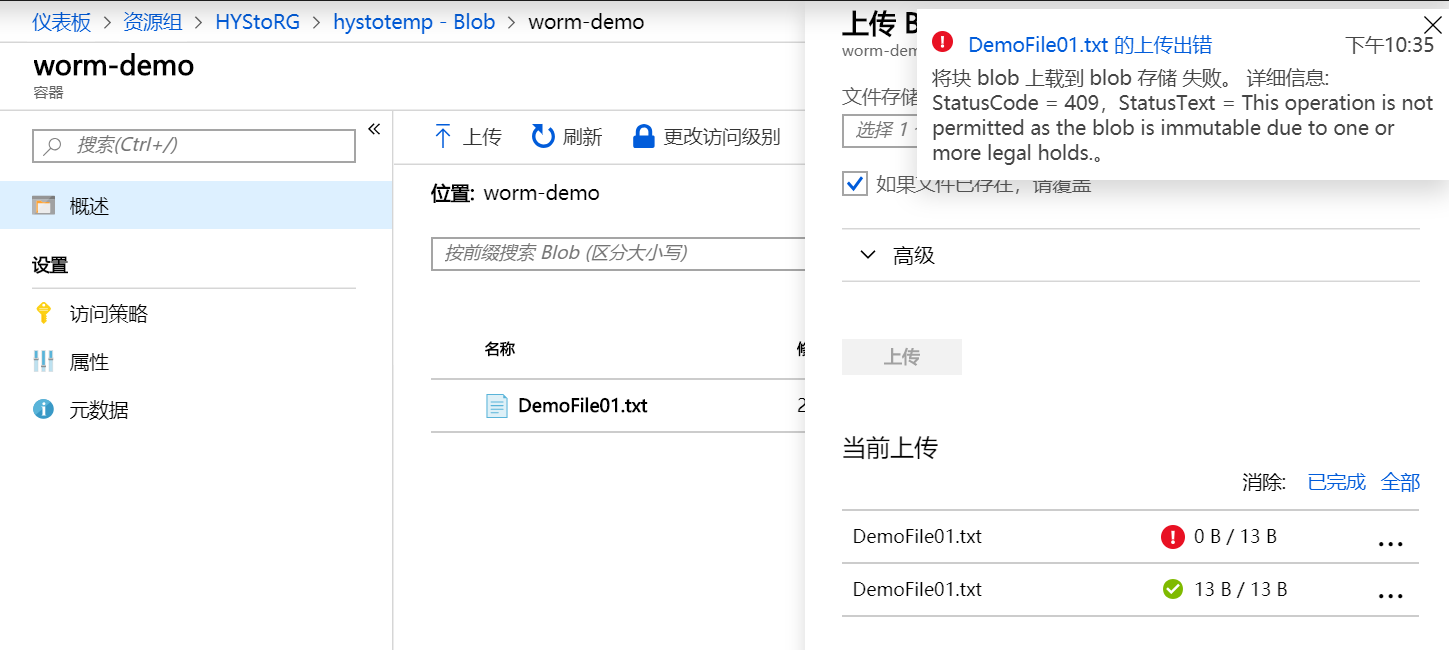 仪表板 > 资源组 > HYStoRG > hystotemp - Blob > worm-demo
worm-demo
容器
搜索(Ctrl+/)
概述
设置
访问策略
属性
元数据
上传 刷新 更改访问级别
位置: worm-demo
按前缀搜索 Blob (区分大小写)
名称
DemoFile01.txt 2
上传 B
worm-dem
文件存储
选择 1
如果文件已存在，请覆盖
DemoFile01.txt 的上传出错 下午10:35
将块 blob 上载到 blob 存储 失败。 详细信息:
StatusCode = 409，StatusText = This operation is not
permitted as the blob is immutable due to one or
more legal holds.。
高级
上传
当前上传
消除: 已完成 全部
DemoFile01.txt 0 B / 13 B ...
DemoFile01.txt 13 B / 13 B ...